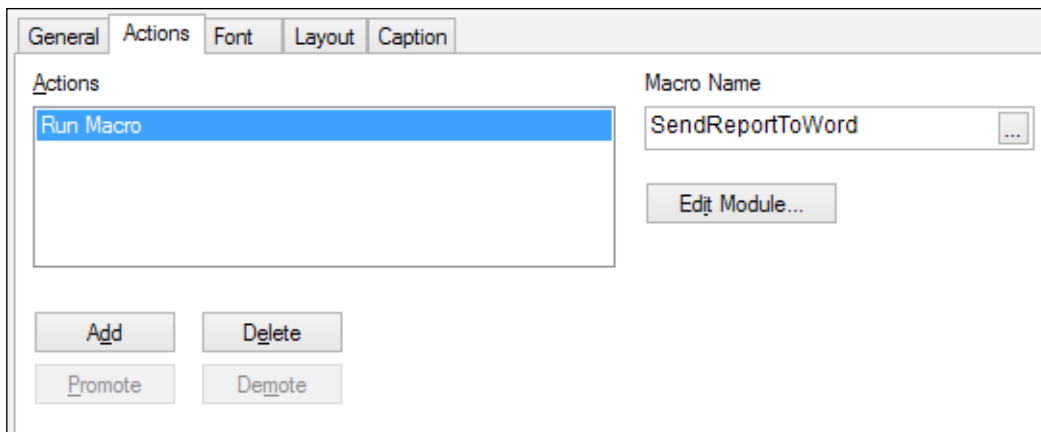 General Actions Font Layout Caption
Actions
Run Macro
Macro Name
SendReportToWord ...
Edit Module...
Add Delete
Promote Demote